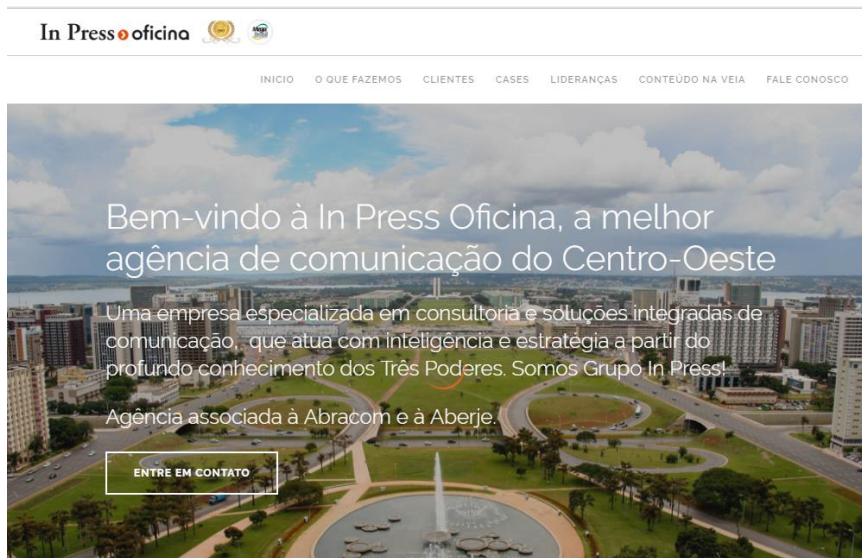 In Press oficina
INICIO O QUE FAZEMOS CLIENTES CASES LIDERANÇAS CONTEÚDO NA VEIA FALE CONOSCO
Bem-vindo à In Press Oficina, a melhor
agência de comunicação do Centro-Oeste
Uma empresa especializada em consultoria e soluções integradas de
comunicação, que atua com inteligência e estratégia a partir do
profundo conhecimento dos Três Poderes. Somos Grupo In Press!
Agência associada à Abracom e à Aberje.
ENTRE EM CONTATO